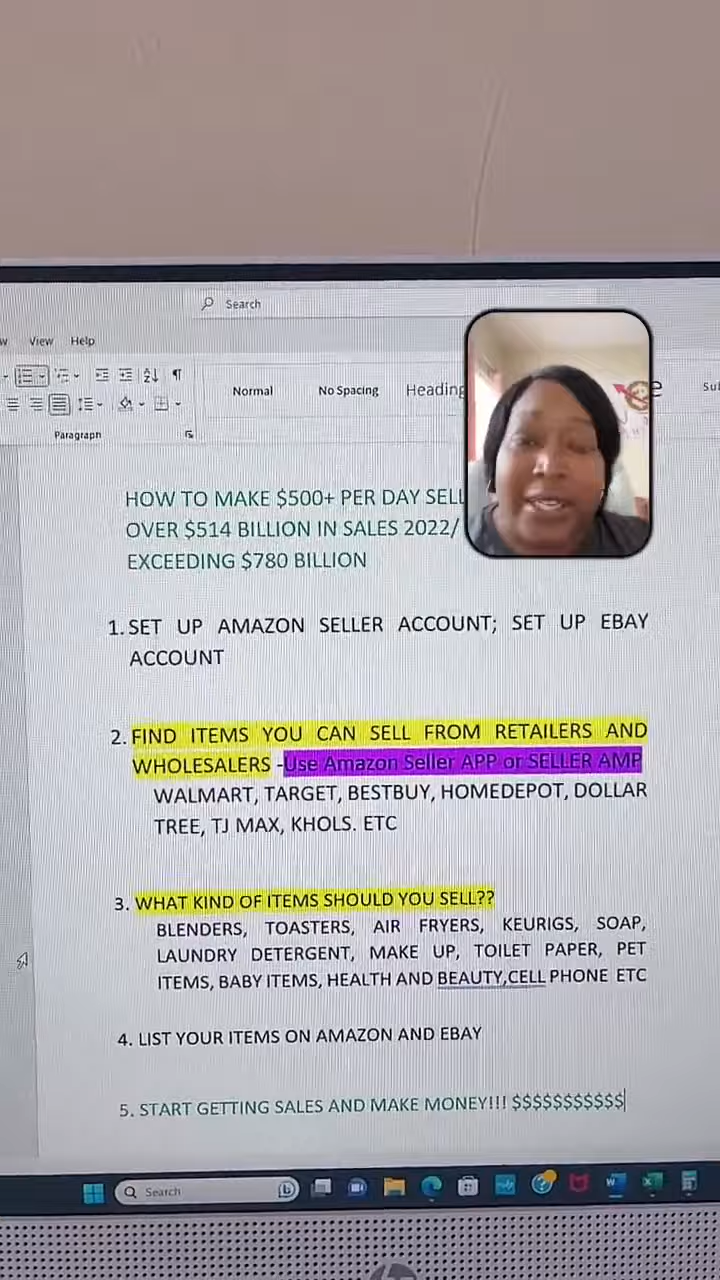 Search
View Help
Normal
No Spacing
Heading
Paragraph
HOW TO MAKE $500+ PER DAY
OVER $514 BILLION IN SALES 2022/
EXCEEDING $780 BILLION
1. SET UP AMAZON SELLER ACCOUNT; SET UP EBAY
ACCOUNT
2. FIND ITEMS YOU CAN SELL FROM RETAILERS AND
WHOLESALERS -Use Amazon Seller APP or SELLER AMP
WALMART, TARGET, BESTBUY, HOMEDEPOT, DOLLAR
TREE, TJ MAX, KHOLS. ETC
3. WHAT KIND OF ITEMS SHOULD YOU SELL??
BLENDERS, TOASTERS, AIR FRYERS, KEURIGS, SOAP,
LAUNDRY DETERGENT, MAKE UP, TOILET PAPER, PET
ITEMS, BABY ITEMS, HEALTH AND BEAUTY,CELL PHONE ETC
4. LIST YOUR ITEMS ON AMAZON AND EBAY
5. START GETTING SALES AND MAKE MONEY!!! $$$$$$$$$$$
Search